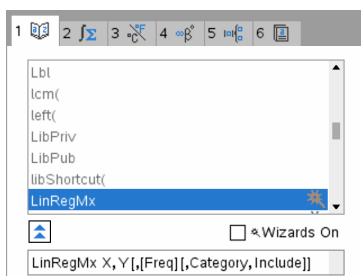 1 2 ∫Σ 3 °F °C 4 ∞β° 5 6
Lbl
lcm(
left(
LibPriv
LibPub
libShortcut(
LinRegMx
Wizards On
LinRegMx X,Y[,[Freq][,Category,Include]]